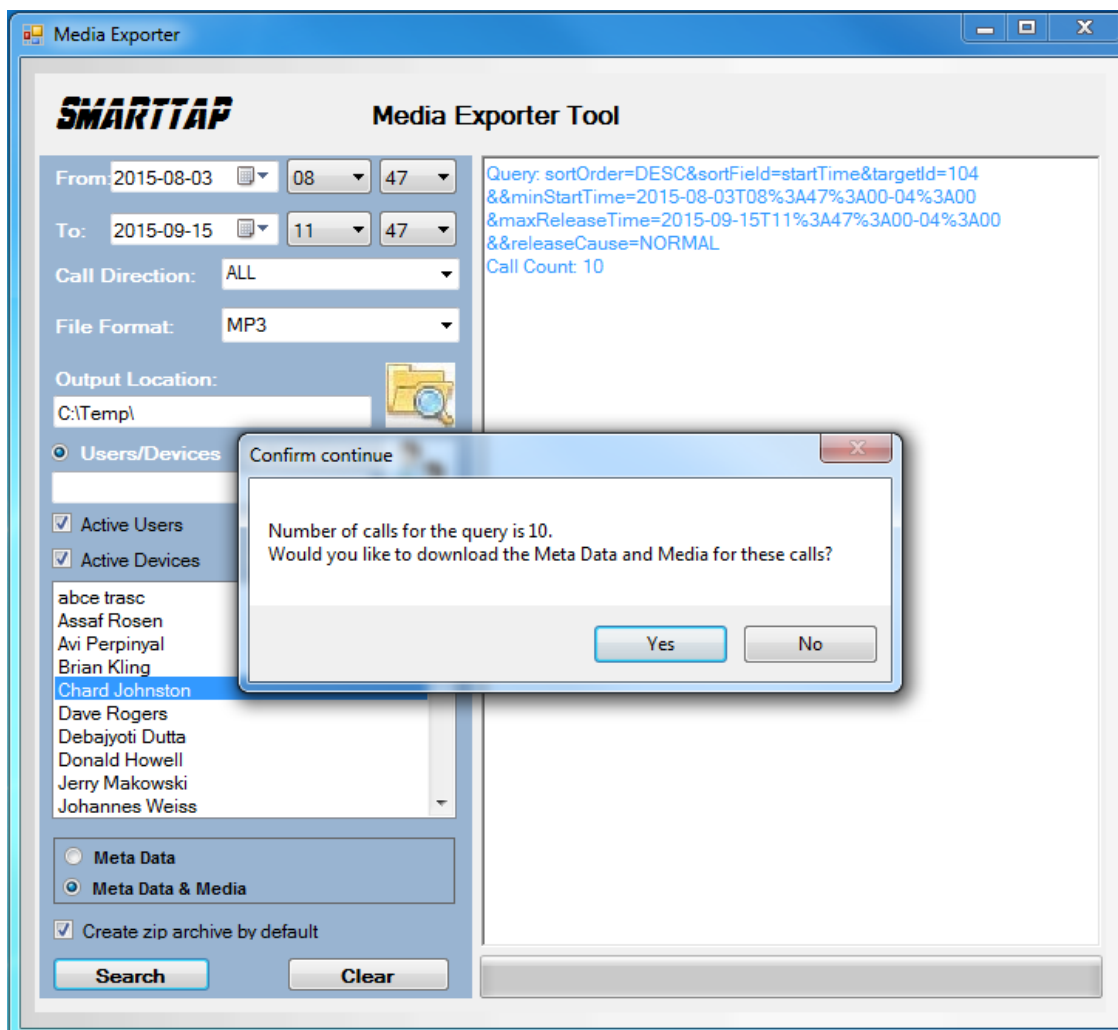 Media Exporter
SMARTTAP
Media Exporter Tool
From: 2015-08-03 08 47
To: 2015-09-15 11 47
Call Direction: ALL
File Format: MP3
Output Location:
C:\Temp\
Users/Devices
Active Users
Active Devices
abce trasc
Assaf Rosen
Avi Perpinyal
Brian Kling
Chard Johnston
Dave Rogers
Debajyoti Dutta
Donald Howell
Jerry Makowski
Johannes Weiss
Meta Data
Meta Data & Media
Create zip archive by default
Search Clear
Query: sortOrder=DESC&sortField=startTime&targetId=104
&&minStartTime=2015-08-03T08%3A47%3A00-04%3A00
&maxReleaseTime=2015-09-15T11%3A47%3A00-04%3A00
&&releaseCause=NORMAL
Call Count: 10
Confirm continue
Number of calls for the query is 10.
Would you like to download the Meta Data and Media for these calls?
Yes No